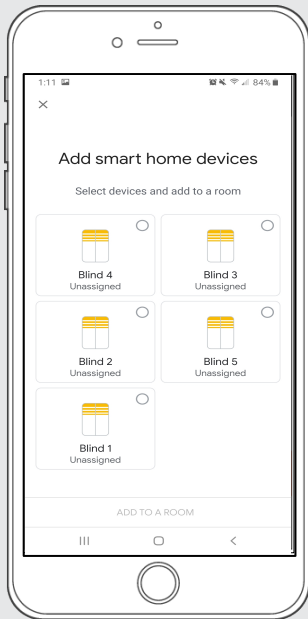 1:11 84%
Add smart home devices
Select devices and add to a room
Blind 4
Unassigned
Blind 3
Unassigned
Blind 2
Unassigned
Blind 5
Unassigned
Blind 1
Unassigned
ADD TO A ROOM